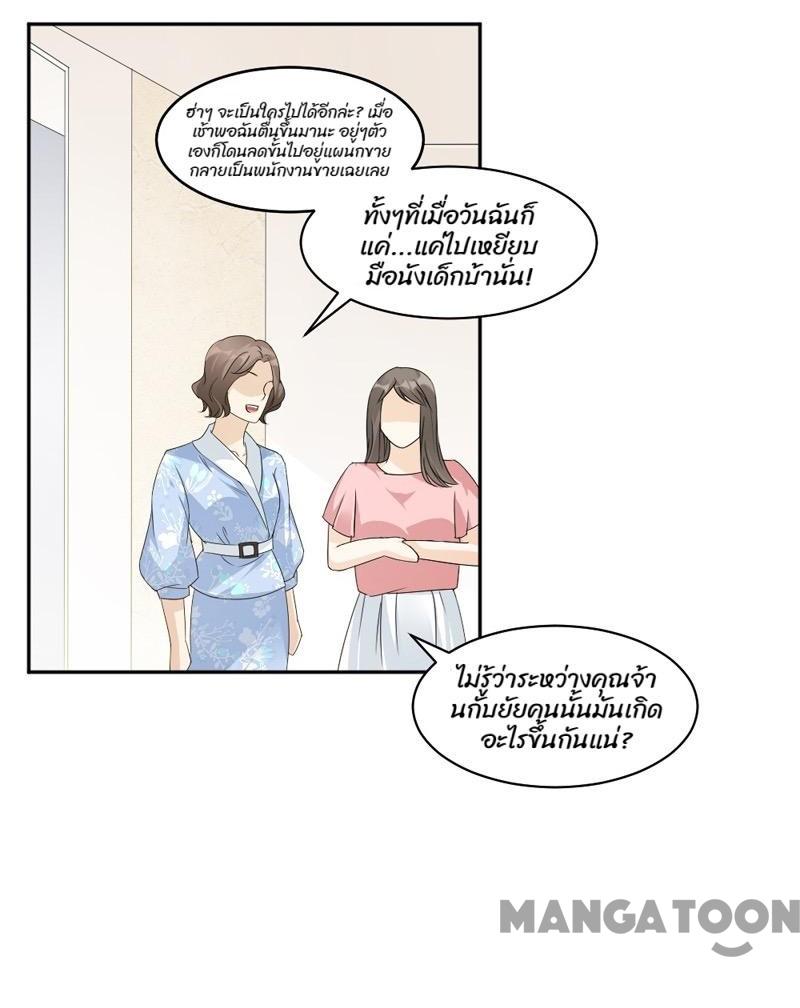 ฮ่าๆ จะเป็นใครไปได้อีกล่ะ? เมื่อ
เช้าพอฉันตื่นขึ้นมานะ อยู่ๆตัว
เองก็โดนลดขั้นไปอยู่แผนกขาย
กลายเป็นพนักงานขายเฉยเลย
ทั้งๆที่เมื่อวันฉันก็
แค่...แค่ไปเหยียบ
มือนังเด็กบ้านั่น!
ไม่รู้ว่าระหว่างคุณจ้า
นกับยัยคนนั้นมันเกิด
อะไรขึ้นกันแน่?
MANGATOON